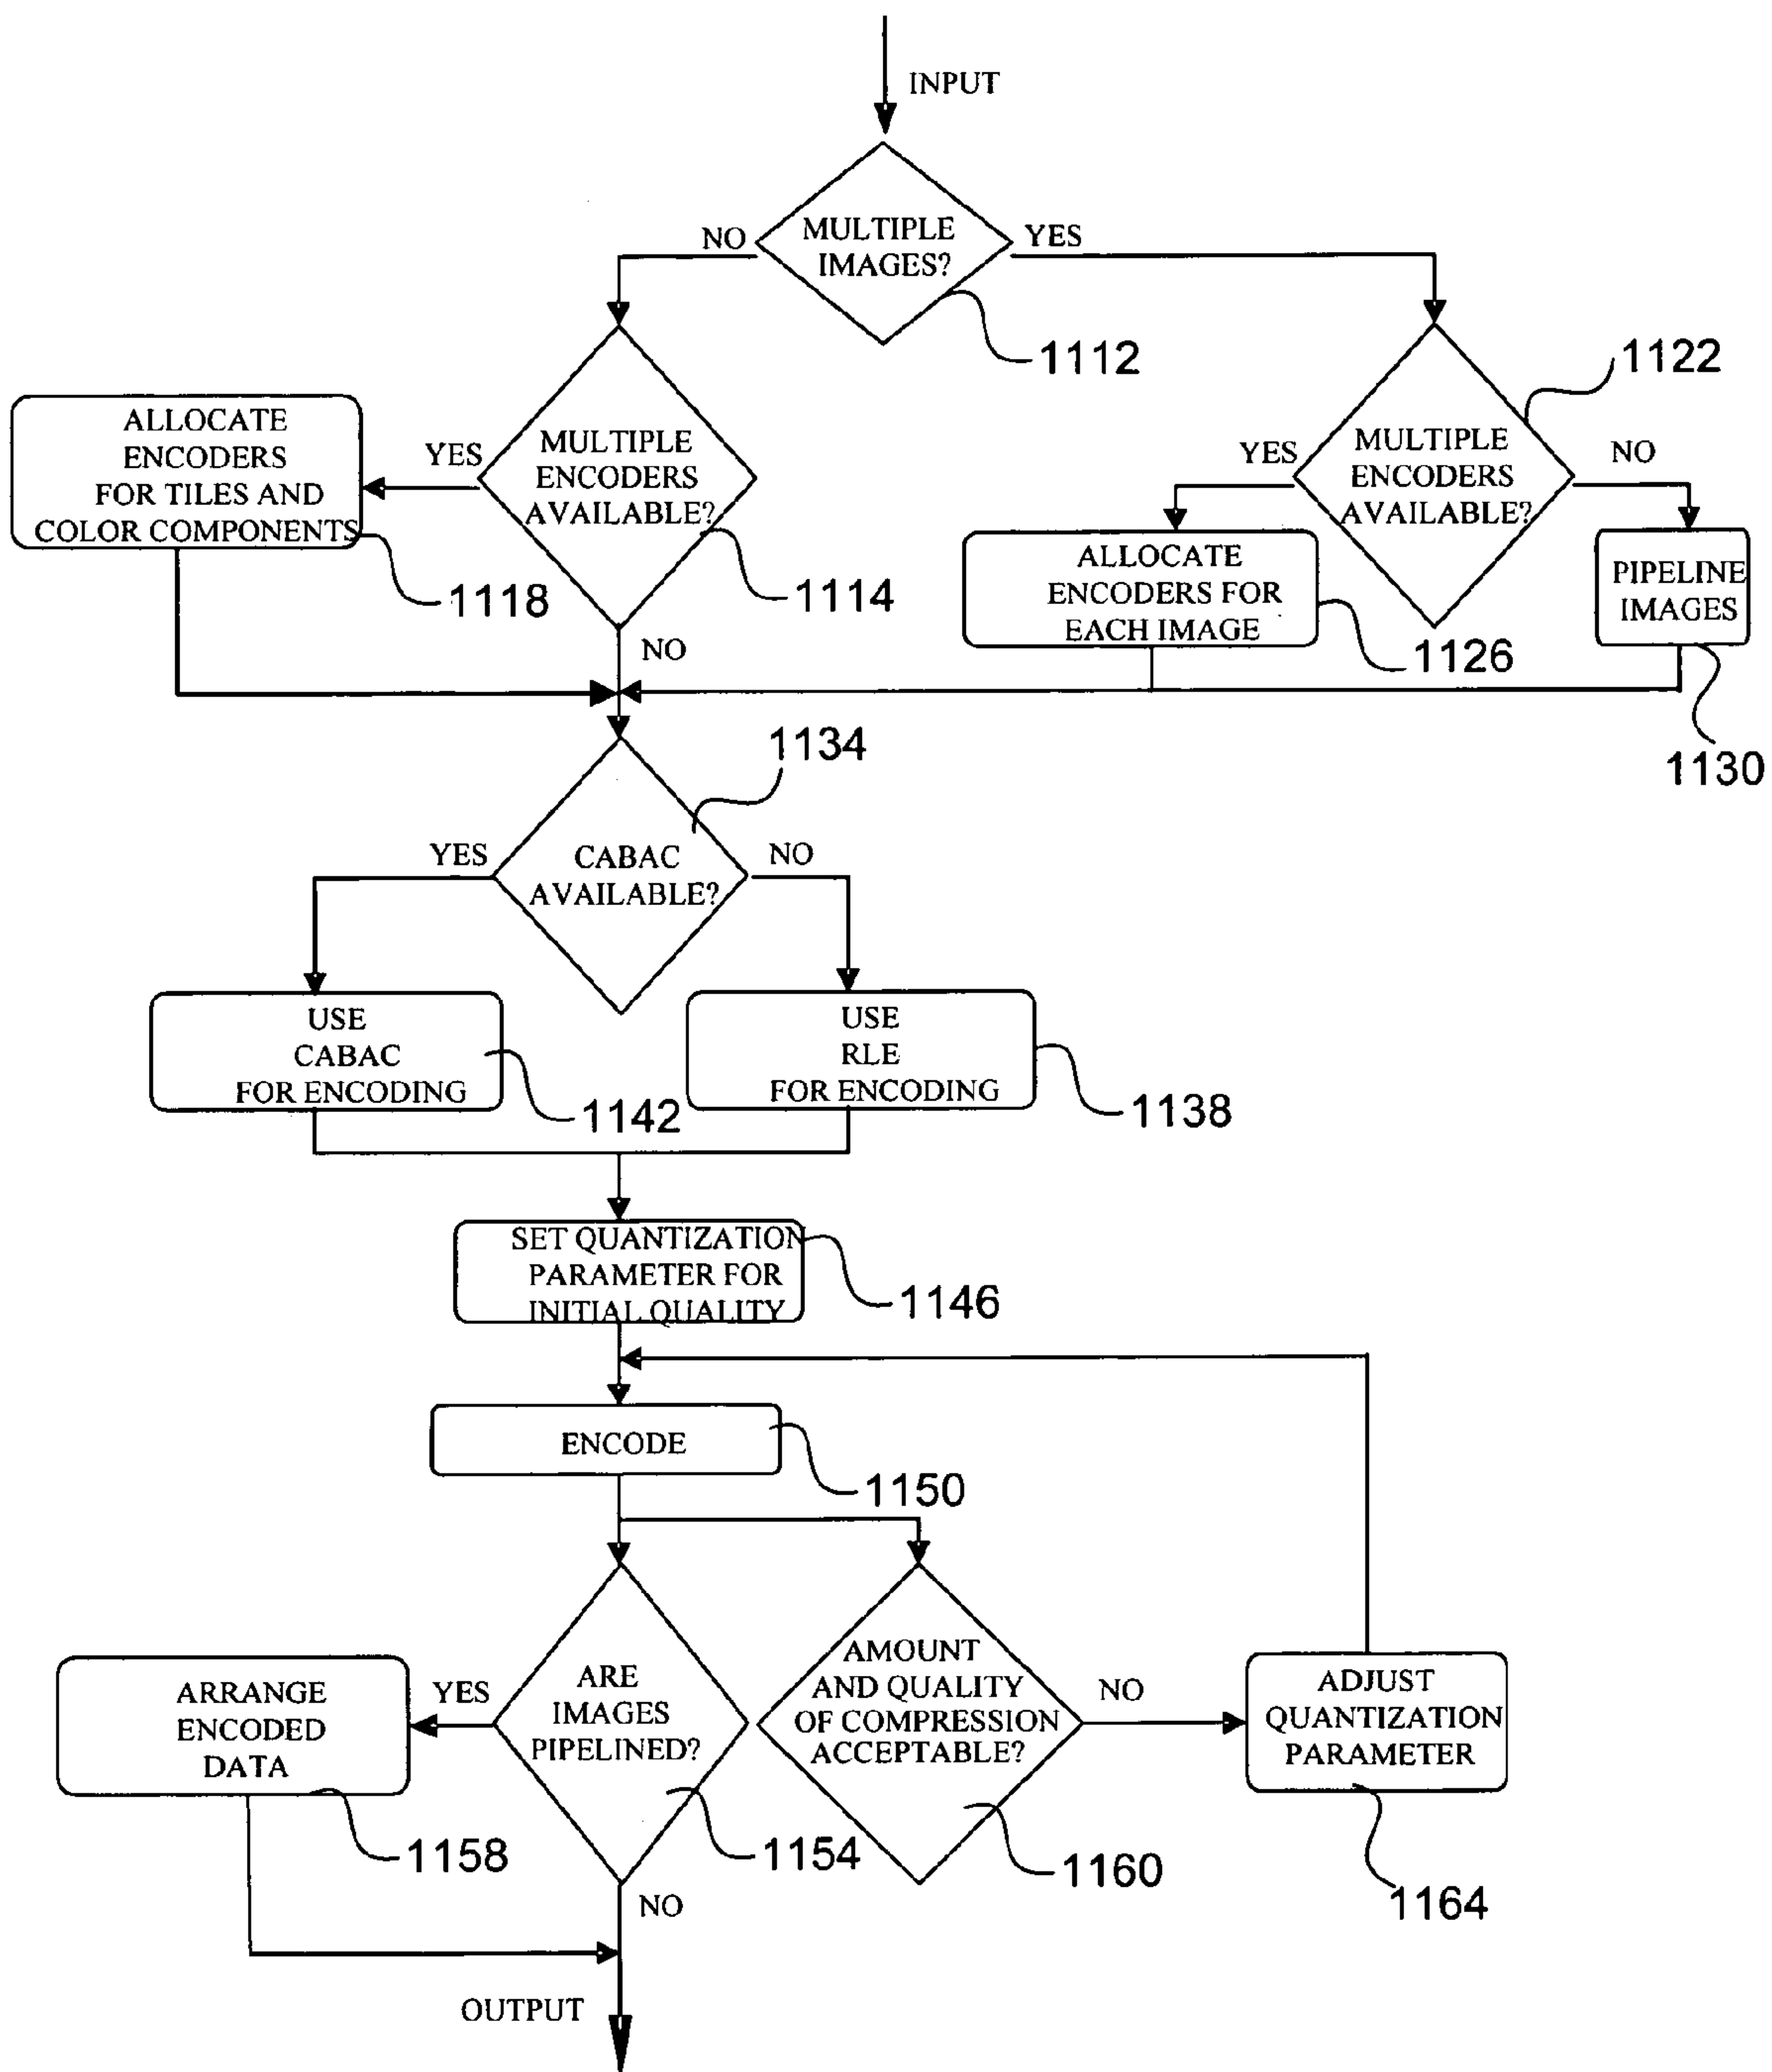 INPUT
MULTIPLE
IMAGES?
NO
YES
1112
1122
ALLOCATE
ENCODERS
FOR TILES AND
COLOR COMPONENTS
YES
MULTIPLE
ENCODERS
AVAILABLE?
YES
MULTIPLE
ENCODERS
AVAILABLE?
NO
1118
1114
NO
ALLOCATE
ENCODERS FOR
EACH IMAGE
1126
PIPELINE
IMAGES
1130
1134
YES
CABAC
AVAILABLE?
NO
USE
CABAC
FOR ENCODING
1142
USE
RLE
FOR ENCODING
1138
SET QUANTIZATION
PARAMETER FOR
INITIAL QUALITY
1146
ENCODE
1150
ARRANGE
ENCODED
DATA
YES
ARE
IMAGES
PIPELINED?
AMOUNT
AND QUALITY
OF COMPRESSION
ACCEPTABLE?
NO
ADJUST
QUANTIZATION
PARAMETER
1158
1154
1160
1164
NO
OUTPUT